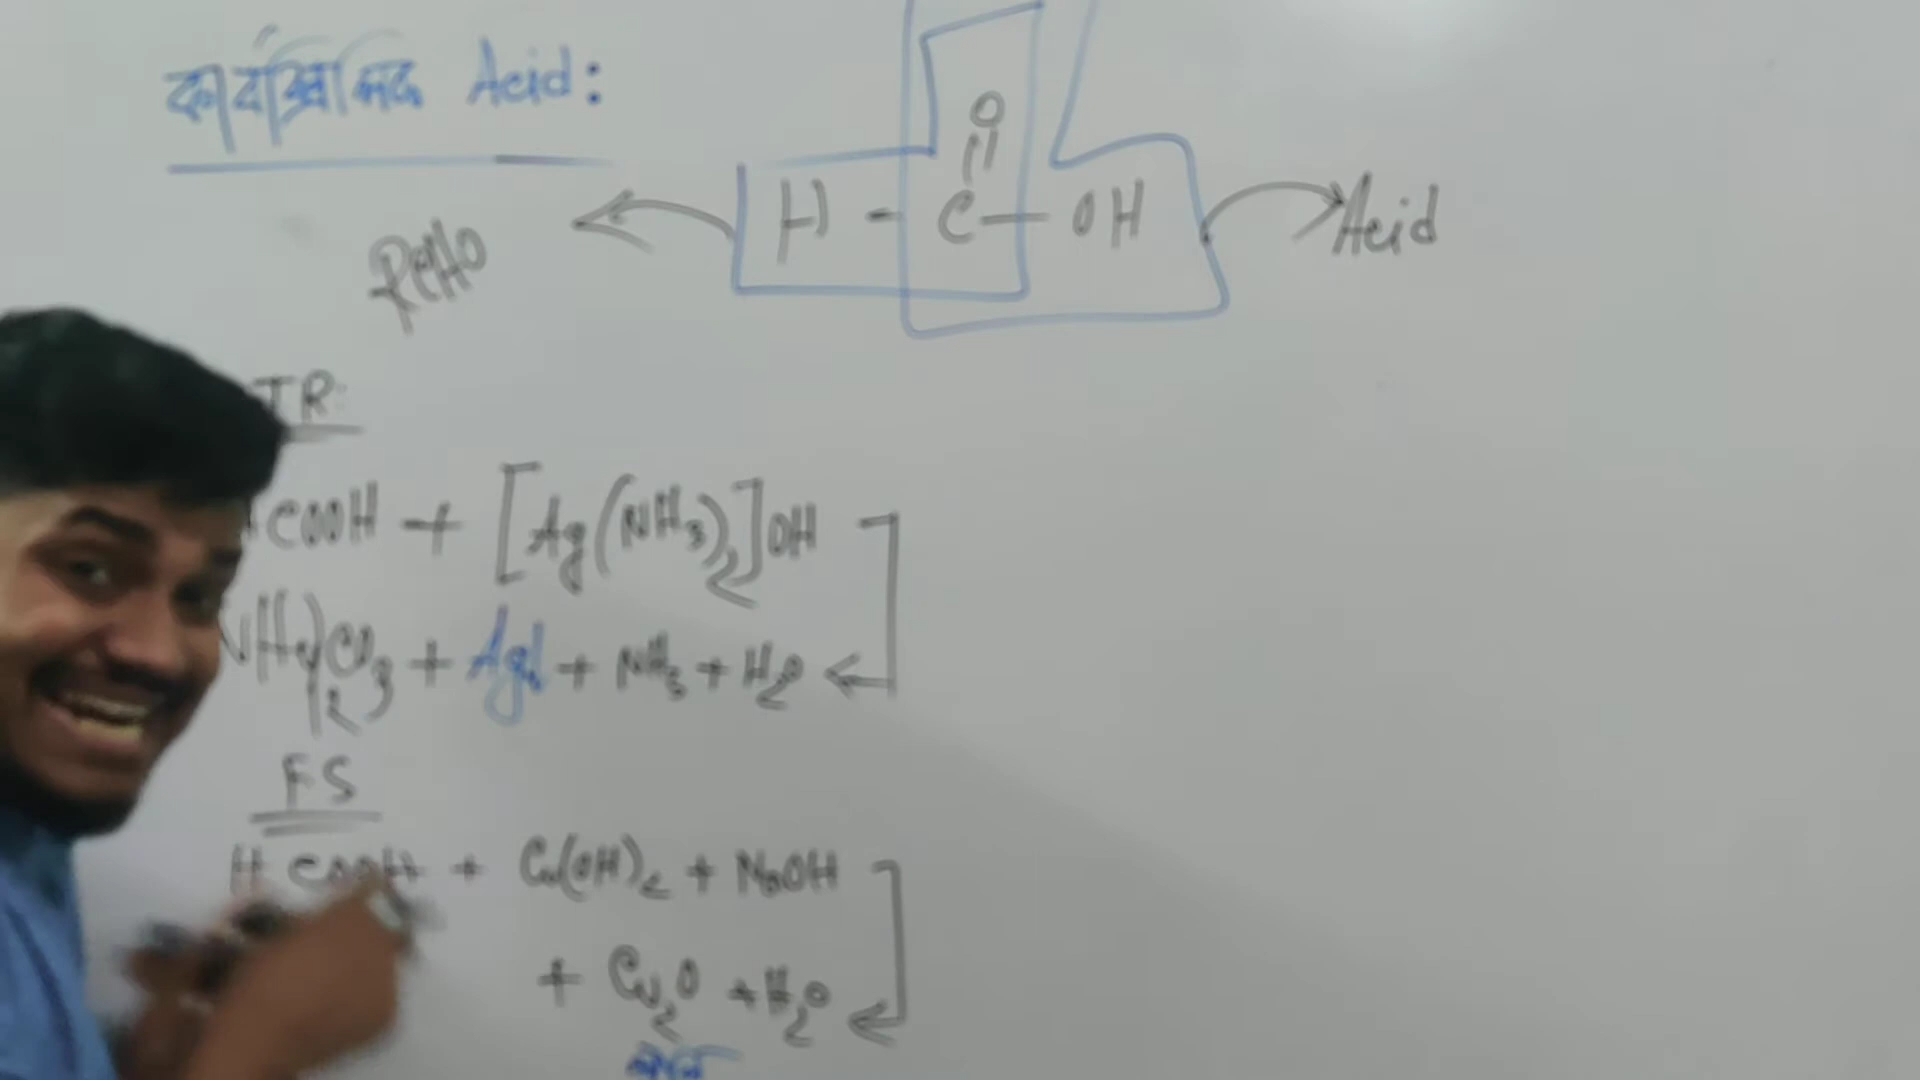 কার্বক্সিলিক Acid:
O
||
H - C — OH
Acid
RCHO
TR:
COOH + [Ag(NH3)2]OH
NH4)2CO3 + Ag↓ + NH3 + H2O
FS
H COOH + Cu(OH)2 + NaOH
+ Cu2O + H2O